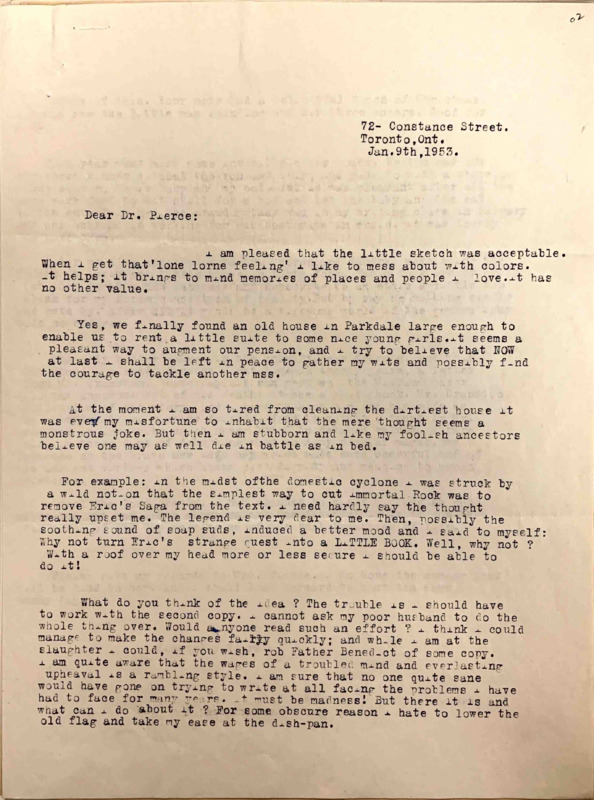 02
72- Constance Street.
Toronto,Ont.
Jan.9th,1953.
Dear Dr. Pierce:
I am pleased that the little sketch was acceptable.
When I get that'lone lorne feeling' I like to mess about with colors.
It helps; it brings to mind memories of places and people I love.It has
no other value.
Yes, we finally found an old house in Parkdale large enough to
enable us to rent a little suite to some nice young girls.It seems a
pleasant way to augment our pension, and I try to believe that NOW
at last I shall be left in peace to gather my wits and possibly find
the courage to tackle another mss.
At the moment I am so tired from cleaning the dirtiest house it
was ever my misfortune to inhabit that the mere thought seems a
monstrous joke. But then I am stubborn and like my foolish ancestors
believe one may as well die in battle as in bed.
For example: in the midst ofthe domestic cyclone I was struck by
a wild notion that the simplest way to cut immortal Rock was to
remove Eric's Saga from the text. I need hardly say the thought
really upset me. The legend is very dear to me. Then, possibly the
soothing sound of soap suds, induced a better mood and I said to myself:
Why not turn Eric's strange quest into a LITTLE BOOK. Well, why not ?
With a roof over my head more or less secure I should be able to
do it!
What do you think of the idea ? The trouble is I should have
to work with the second copy. I cannot ask my poor husband to do the
whole thing over. Would anyone read such an effort ? I think I could
manage to make the changes fairly quickly; and while I am at the
slaughter I could, if you wish, rob Father Benedict of some copy.
I am quite aware that the wages of a troubled mind and everlasting
upheaval is a rambling style. I am sure that no one quite sane
would have gone on trying to write at all facing the problems I have
had to face for many years. It must be madness! But there it is and
what can I do about it ? For some obscure reason I hate to lower the
old flag and take my ease at the dish-pan.